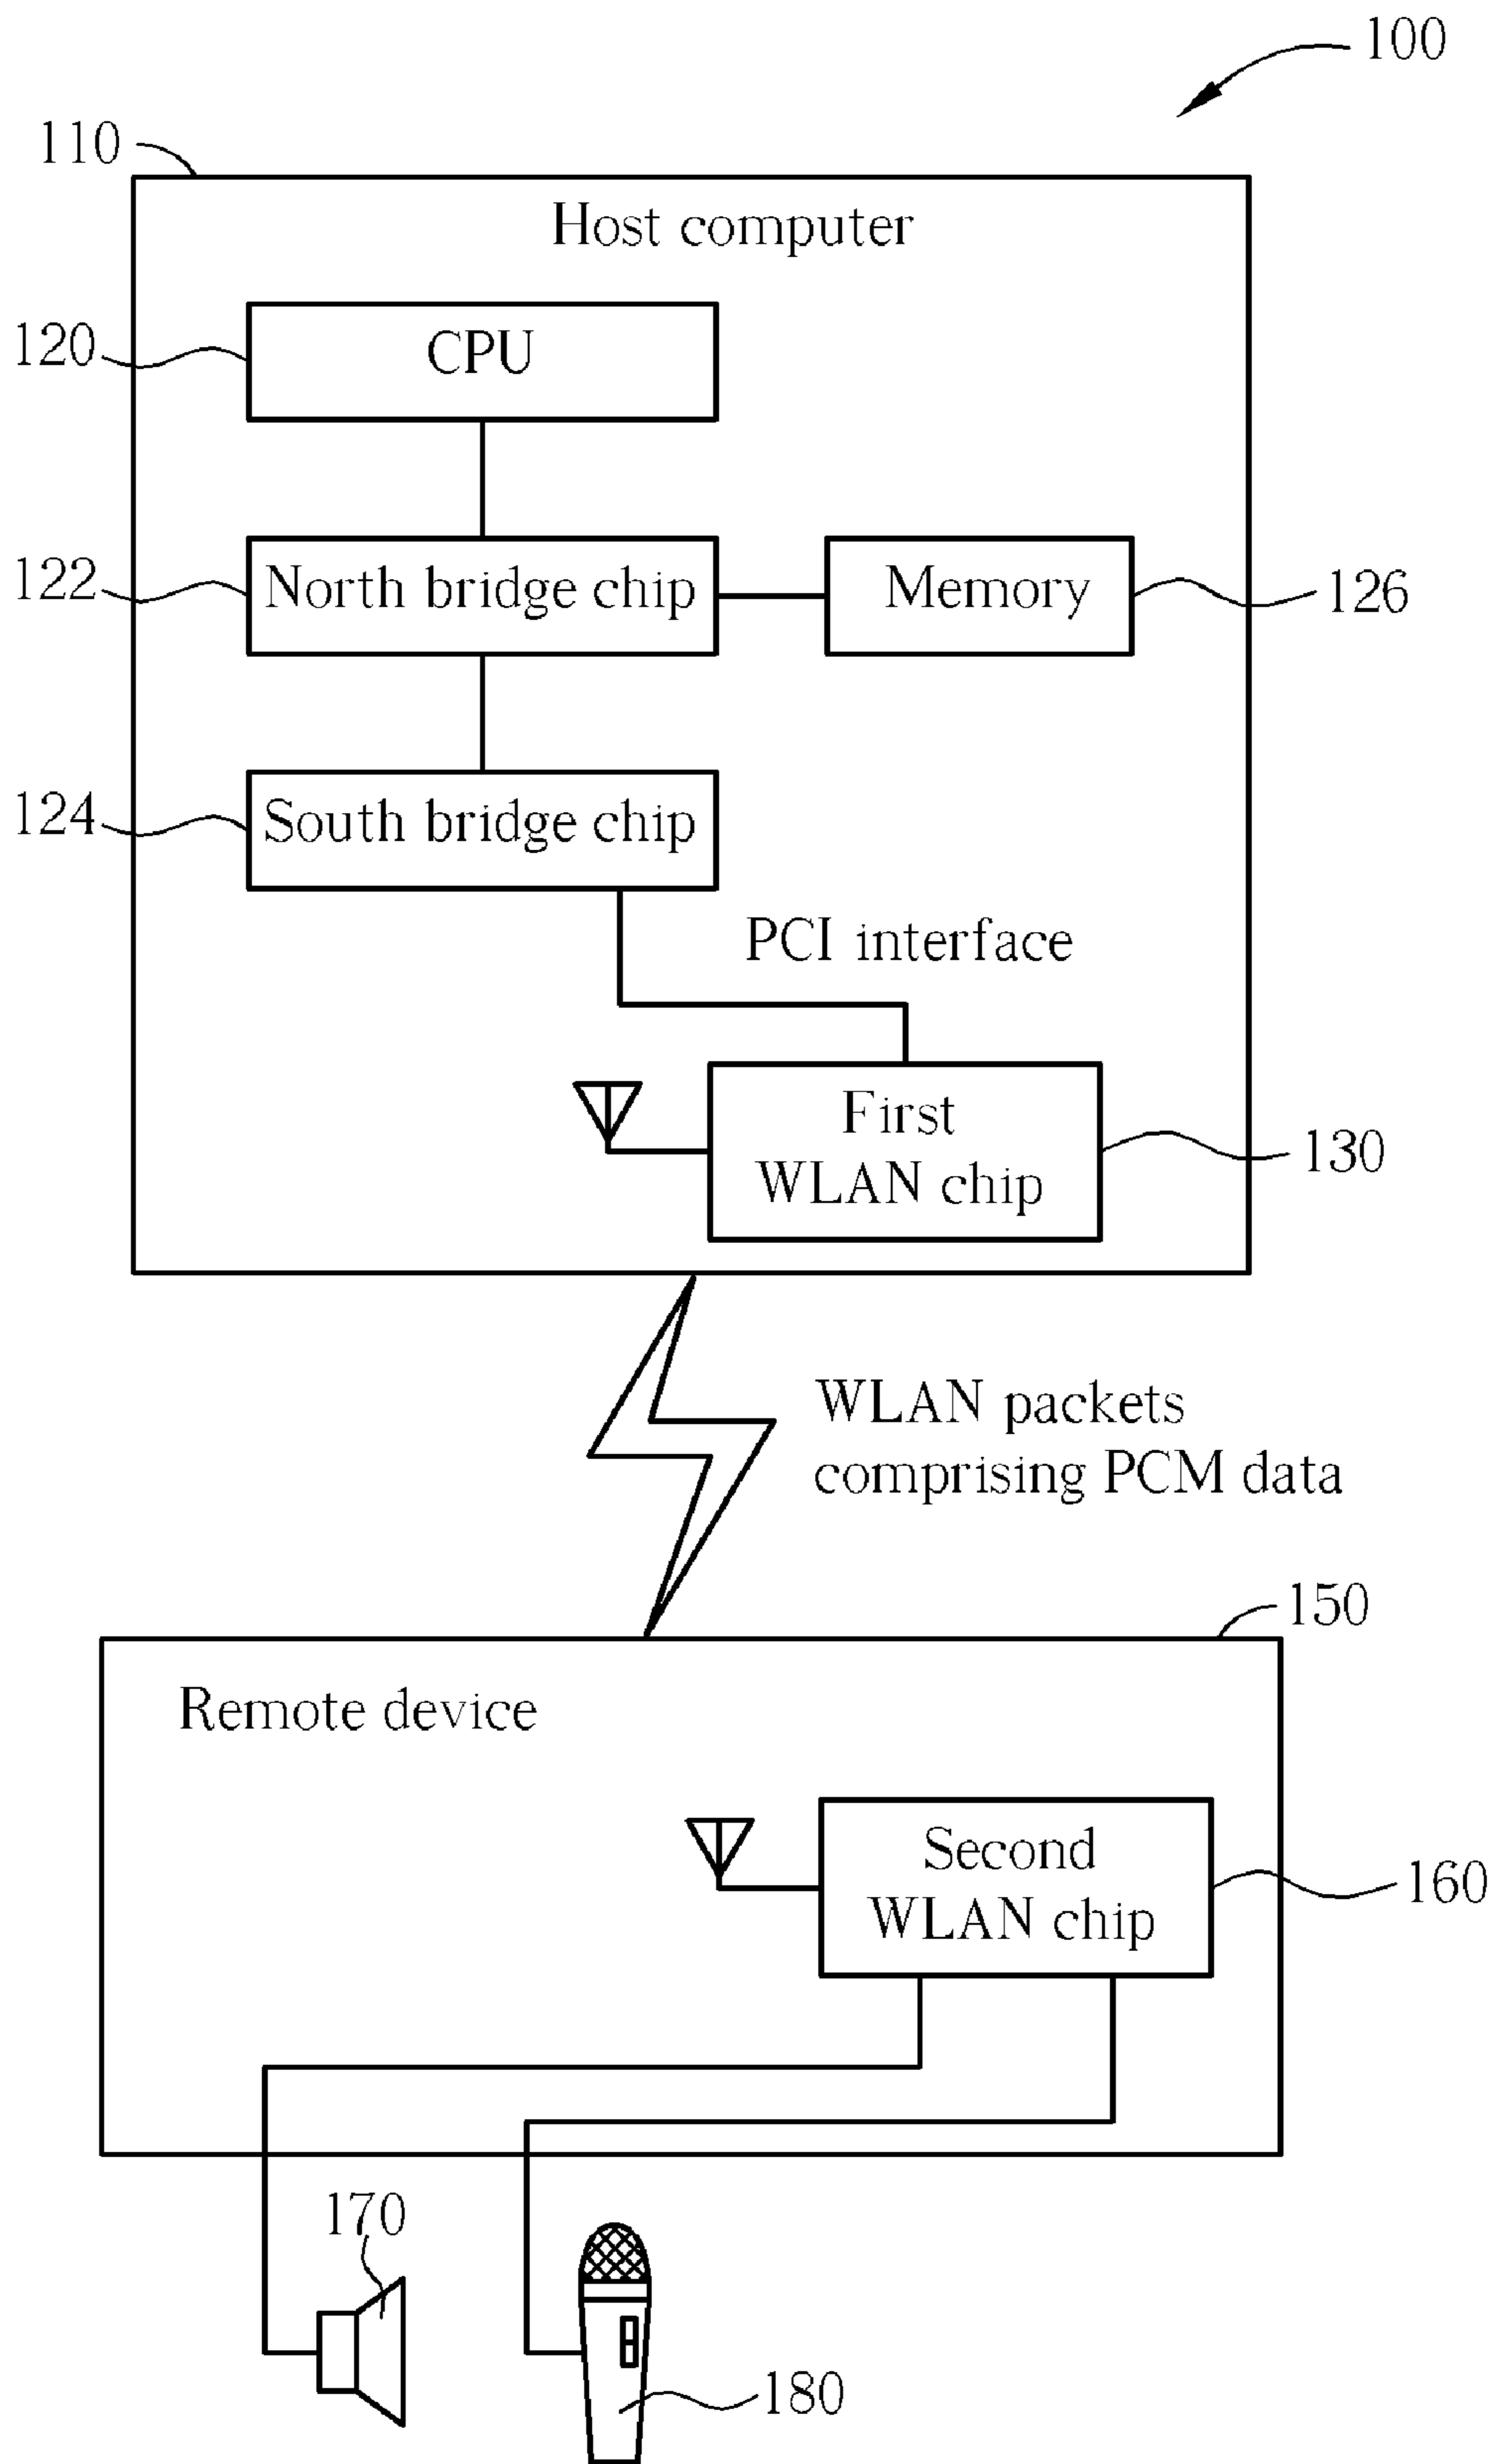 100
110
Host computer
120
CPU
122
North bridge chip
Memory
126
124
South bridge chip
PCI interface
First
WLAN chip
130
WLAN packets
comprising PCM data
150
Remote device
Second
WLAN chip
160
170
180